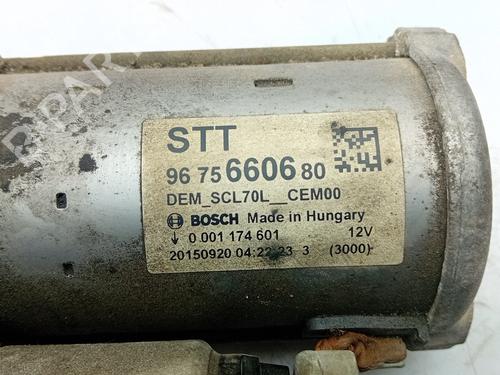 STT
96 75 6606 80
DEM_SCL70L__CEM00
BOSCH Made in Hungary
0 001 174 601 12V
20150920 04:22:23 3 (3000)
B PARTS